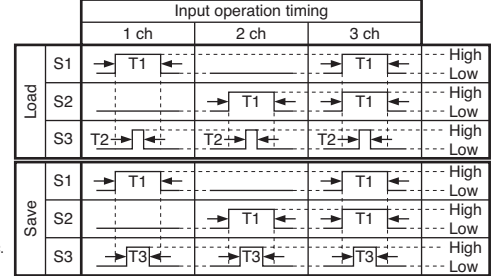 Input operation timing
1 ch 2 ch 3 ch
Load
S1 T1 T1 High
Low
S2 T1 T1 High
Low
S3 T2 T2 T2 High
Low
Save
S1 T1 T1 High
Low
S2 T1 T1 High
Low
S3 T3 T3 T3 High
Low
.